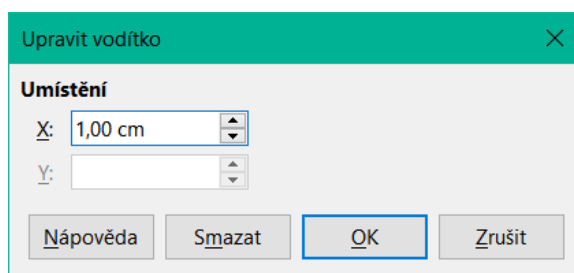 Upravit vodítko
Umístění
X: 1,00 cm
Y:
Nápověda Smazat OK Zrušit